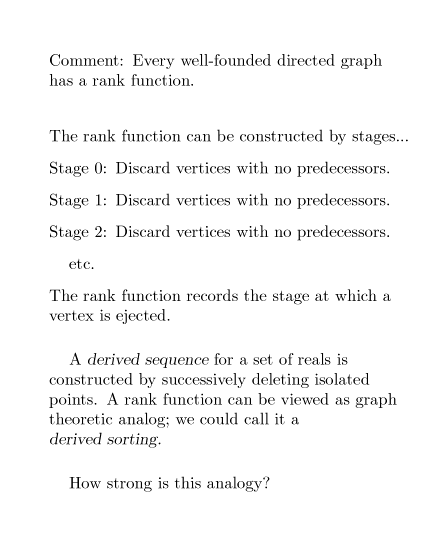 Comment: Every well-founded directed graph
has a rank function.
The rank function can be constructed by stages...
Stage 0: Discard vertices with no predecessors.
Stage 1: Discard vertices with no predecessors.
Stage 2: Discard vertices with no predecessors.
etc.
The rank function records the stage at which a
vertex is ejected.
A derived sequence for a set of reals is
constructed by successively deleting isolated
points. A rank function can be viewed as graph
theoretic analog; we could call it a
derived sorting.
How strong is this analogy?